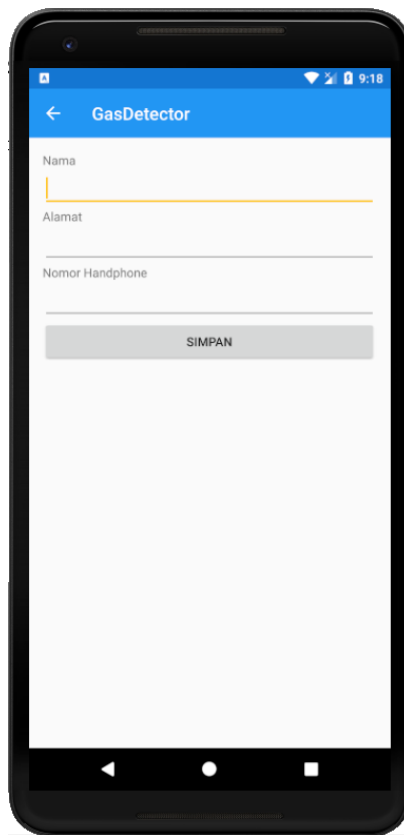 9:18
GasDetector
Nama
Alamat
Nomor Handphone
SIMPAN